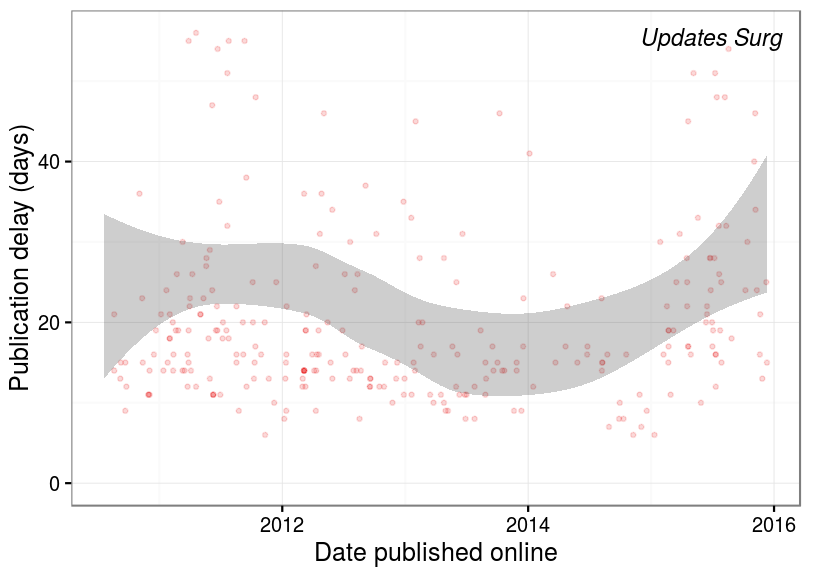 Updates Surg
Publication delay (days)
40
20
0
2012
2014
2016
Date published online